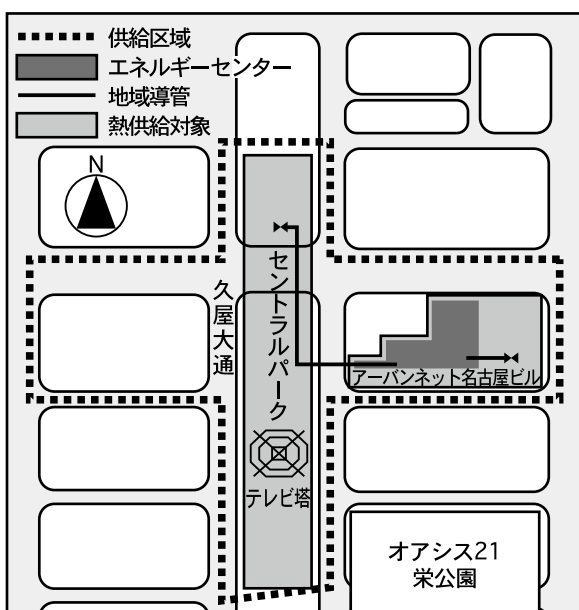 供給区域
エネルギーセンター
地域導管
熱供給対象
N
セントラルパーク
久屋大通
アーバンネット名古屋ビル
テレビ塔
オアシス21
栄公園